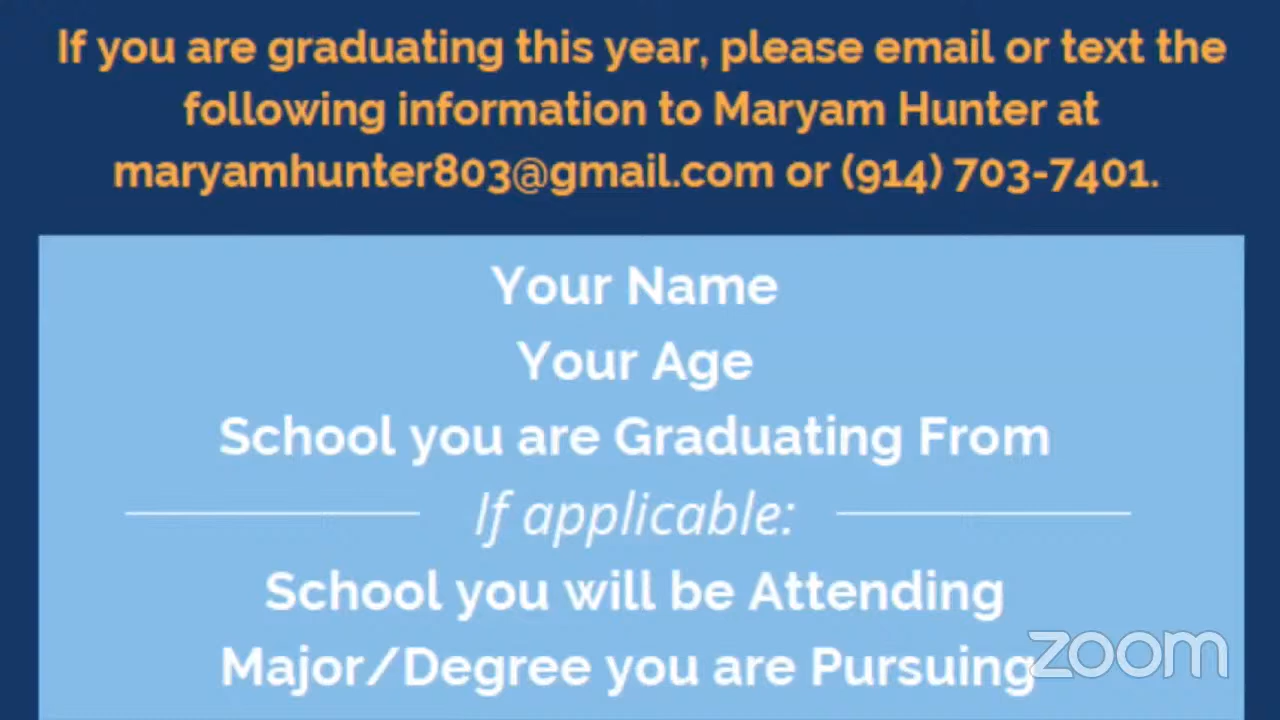 If you are graduating this year, please email or text the
following information to Maryam Hunter at
maryamhunter803@gmail.com or (914) 703-7401.
Your Name
Your Age
School you are Graduating From
If applicable:
School you will be Attending
Major/Degree you are Pursuing
zoom